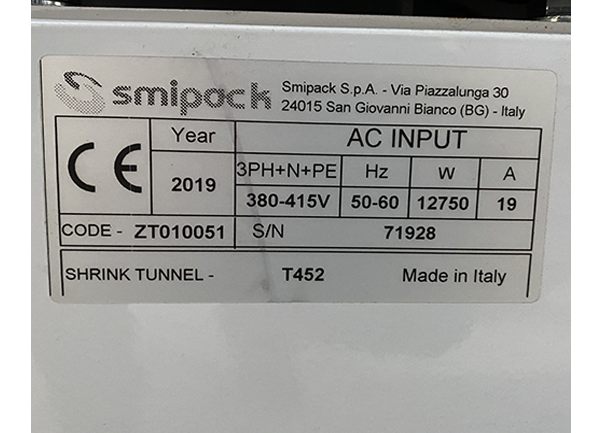 smipack
Smipack S.p.A. - Via Piazzalunga 30
24015 San Giovanni Bianco (BG) - Italy
CE
Year
AC INPUT
2019
3PH+N+PE Hz W A
380-415V 50-60 12750 19
CODE - ZT010051 S/N 71928
SHRINK TUNNEL - T452 Made in Italy